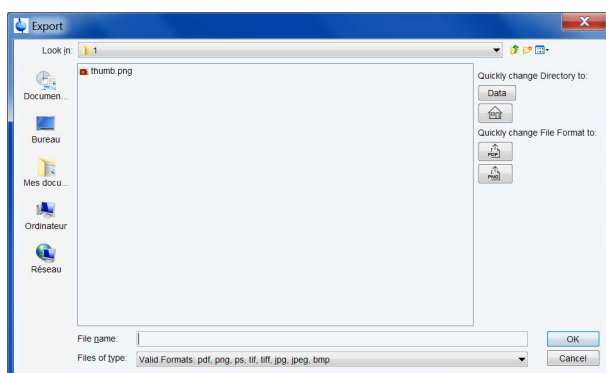 Export
Look in: 1
thumb.png
Documen...
Bureau
Mes docu...
Ordinateur
Réseau
Quickly change Directory to:
Data
Quickly change File Format to:
PDF
PNG
File name:
Files of type: Valid Formats: pdf, png, ps, tif, tiff, jpg, jpeg, bmp
OK
Cancel